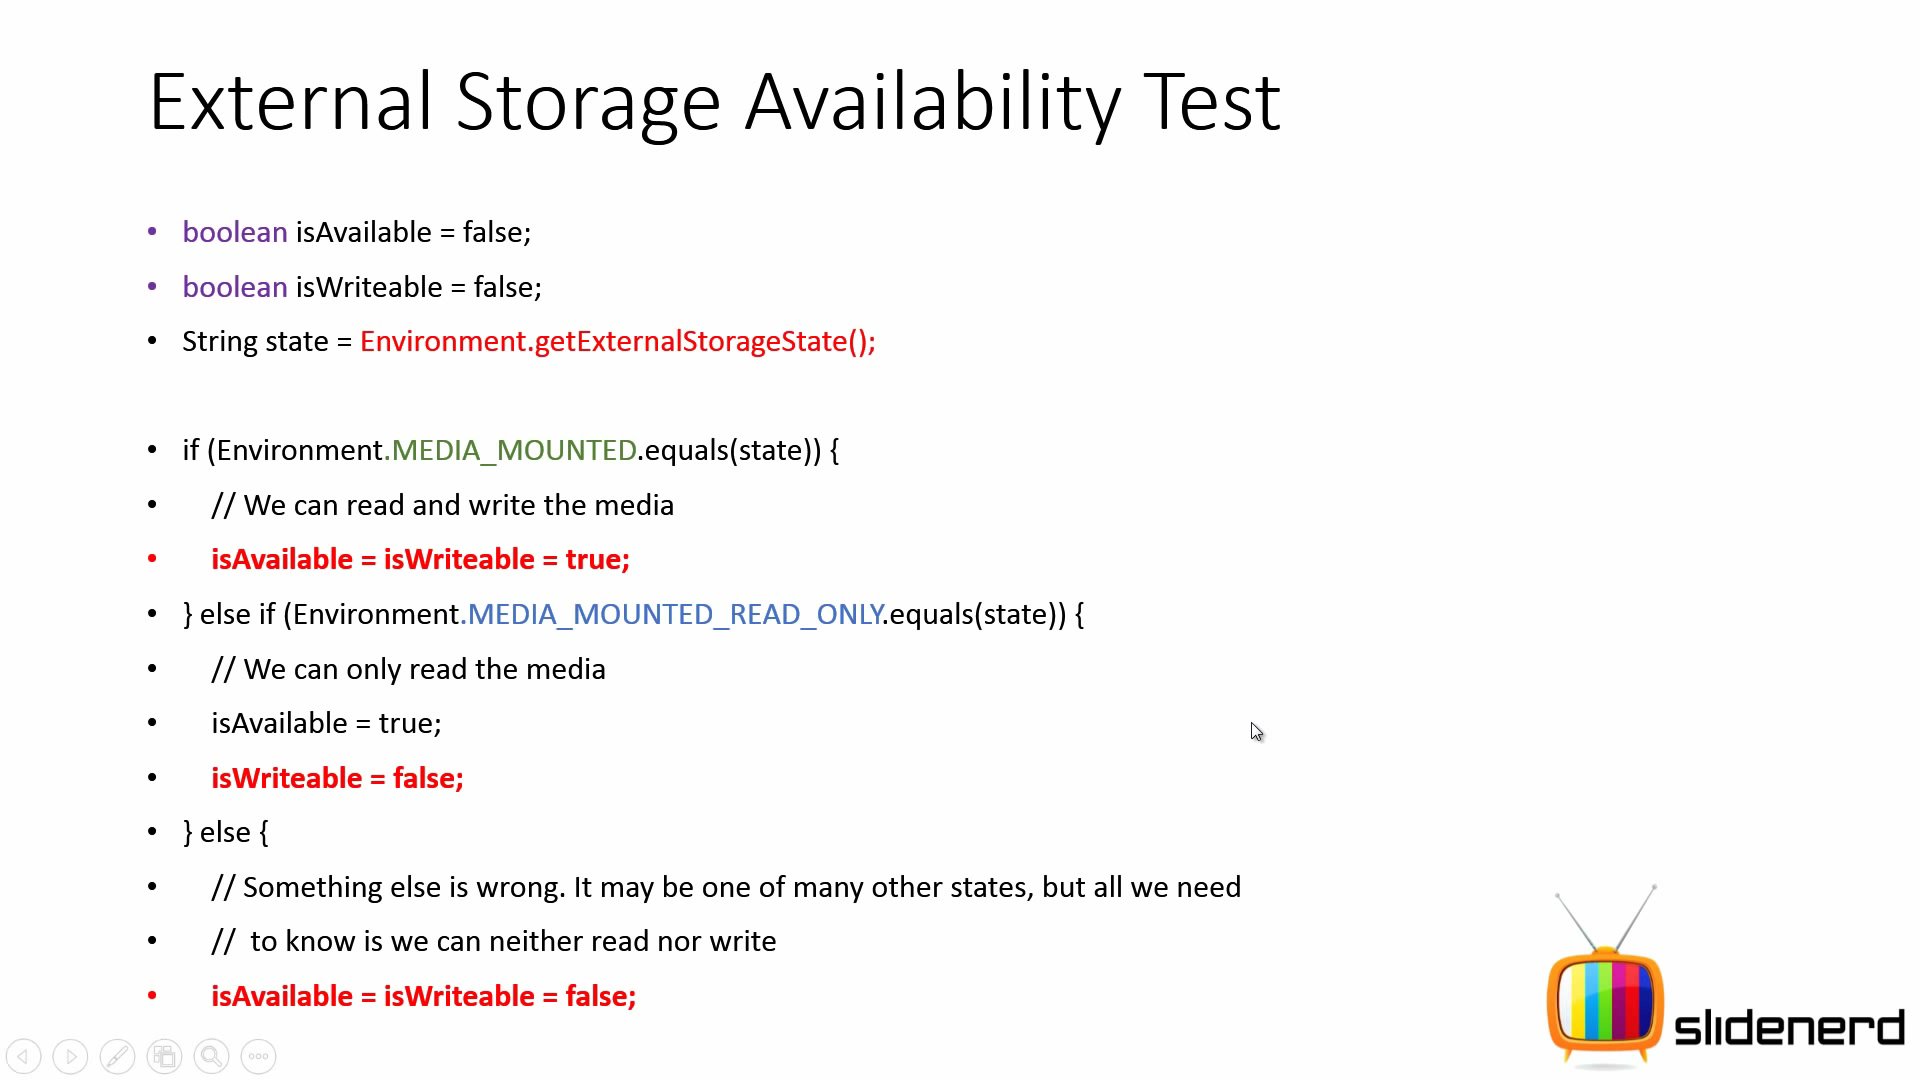 External Storage Availability Test
• boolean isAvailable = false;
• boolean isWriteable = false;
• String state = Environment.getExternalStorageState();
• if (Environment.MEDIA_MOUNTED.equals(state)) {
• // We can read and write the media
• isAvailable = isWriteable = true;
• } else if (Environment.MEDIA_MOUNTED_READ_ONLY.equals(state)) {
• // We can only read the media
• isAvailable = true;
• isWriteable = false;
• } else {
• // Something else is wrong. It may be one of many other states, but all we need
• //  to know is we can neither read nor write
• isAvailable = isWriteable = false;
slidenerd